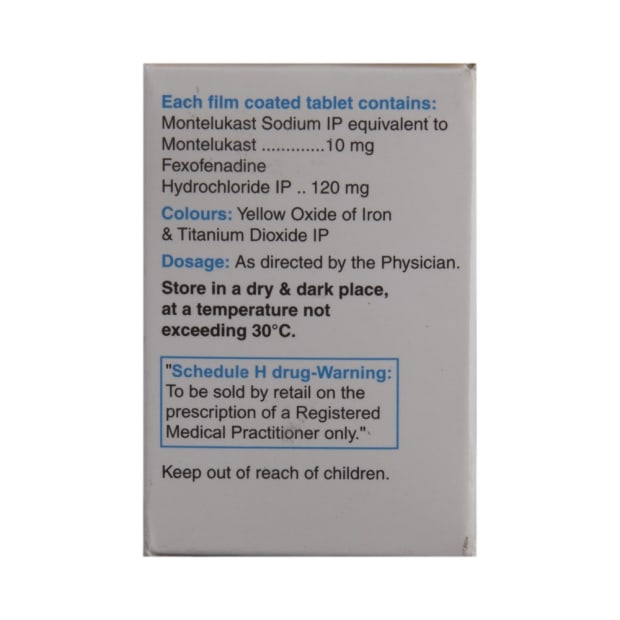 Each film coated tablet contains:
Montelukast Sodium IP equivalent to
Montelukast .............10 mg
Fexofenadine
Hydrochloride IP .. 120 mg
Colours: Yellow Oxide of Iron
& Titanium Dioxide IP
Dosage: As directed by the Physician.
Store in a dry & dark place,
at a temperature not
exceeding 30°C.
"Schedule H drug-Warning:
To be sold by retail on the
prescription of a Registered
Medical Practitioner only."
Keep out of reach of children.